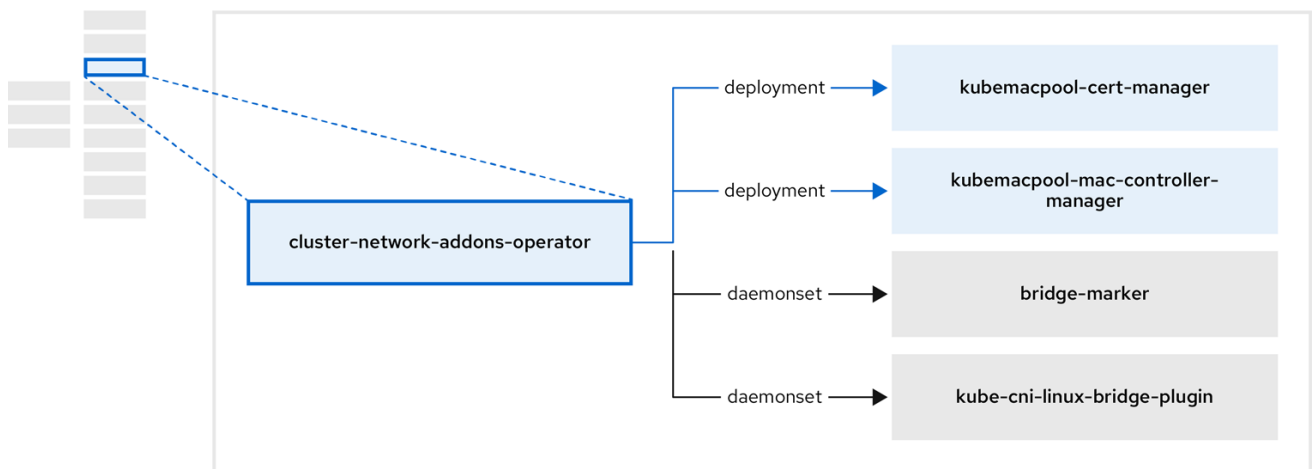 deployment
kubemacpool-cert-manager
deployment
kubemacpool-mac-controller-
manager
cluster-network-addons-operator
daemonset
bridge-marker
daemonset
kube-cni-linux-bridge-plugin